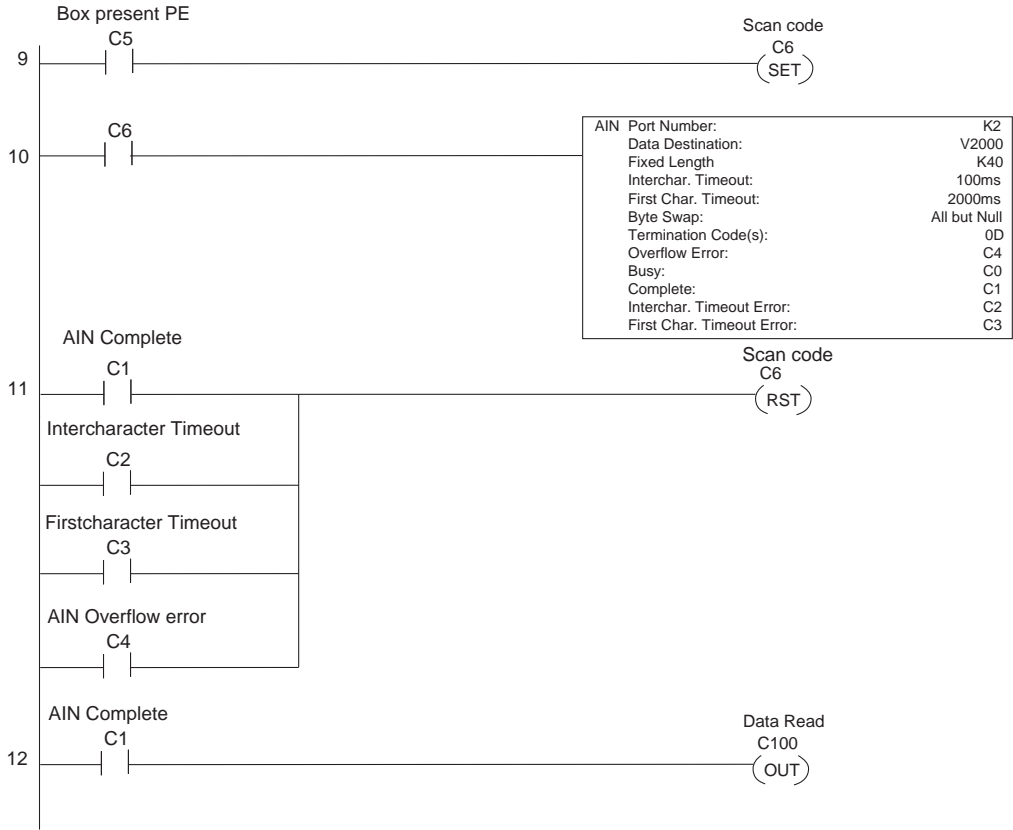 Box present PE
C5
Scan code
C6
9
SET
C6
10
AIN Port Number: K2
Data Destination: V2000
Fixed Length K40
Interchar. Timeout: 100ms
First Char. Timeout: 2000ms
Byte Swap: All but Null
Termination Code(s): 0D
Overflow Error: C4
Busy: C0
Complete: C1
Interchar. Timeout Error: C2
First Char. Timeout Error: C3
AIN Complete
C1
Scan code
C6
11
RST
Intercharacter Timeout
C2
Firstcharacter Timeout
C3
AIN Overflow error
C4
AIN Complete
C1
Data Read
C100
12
OUT